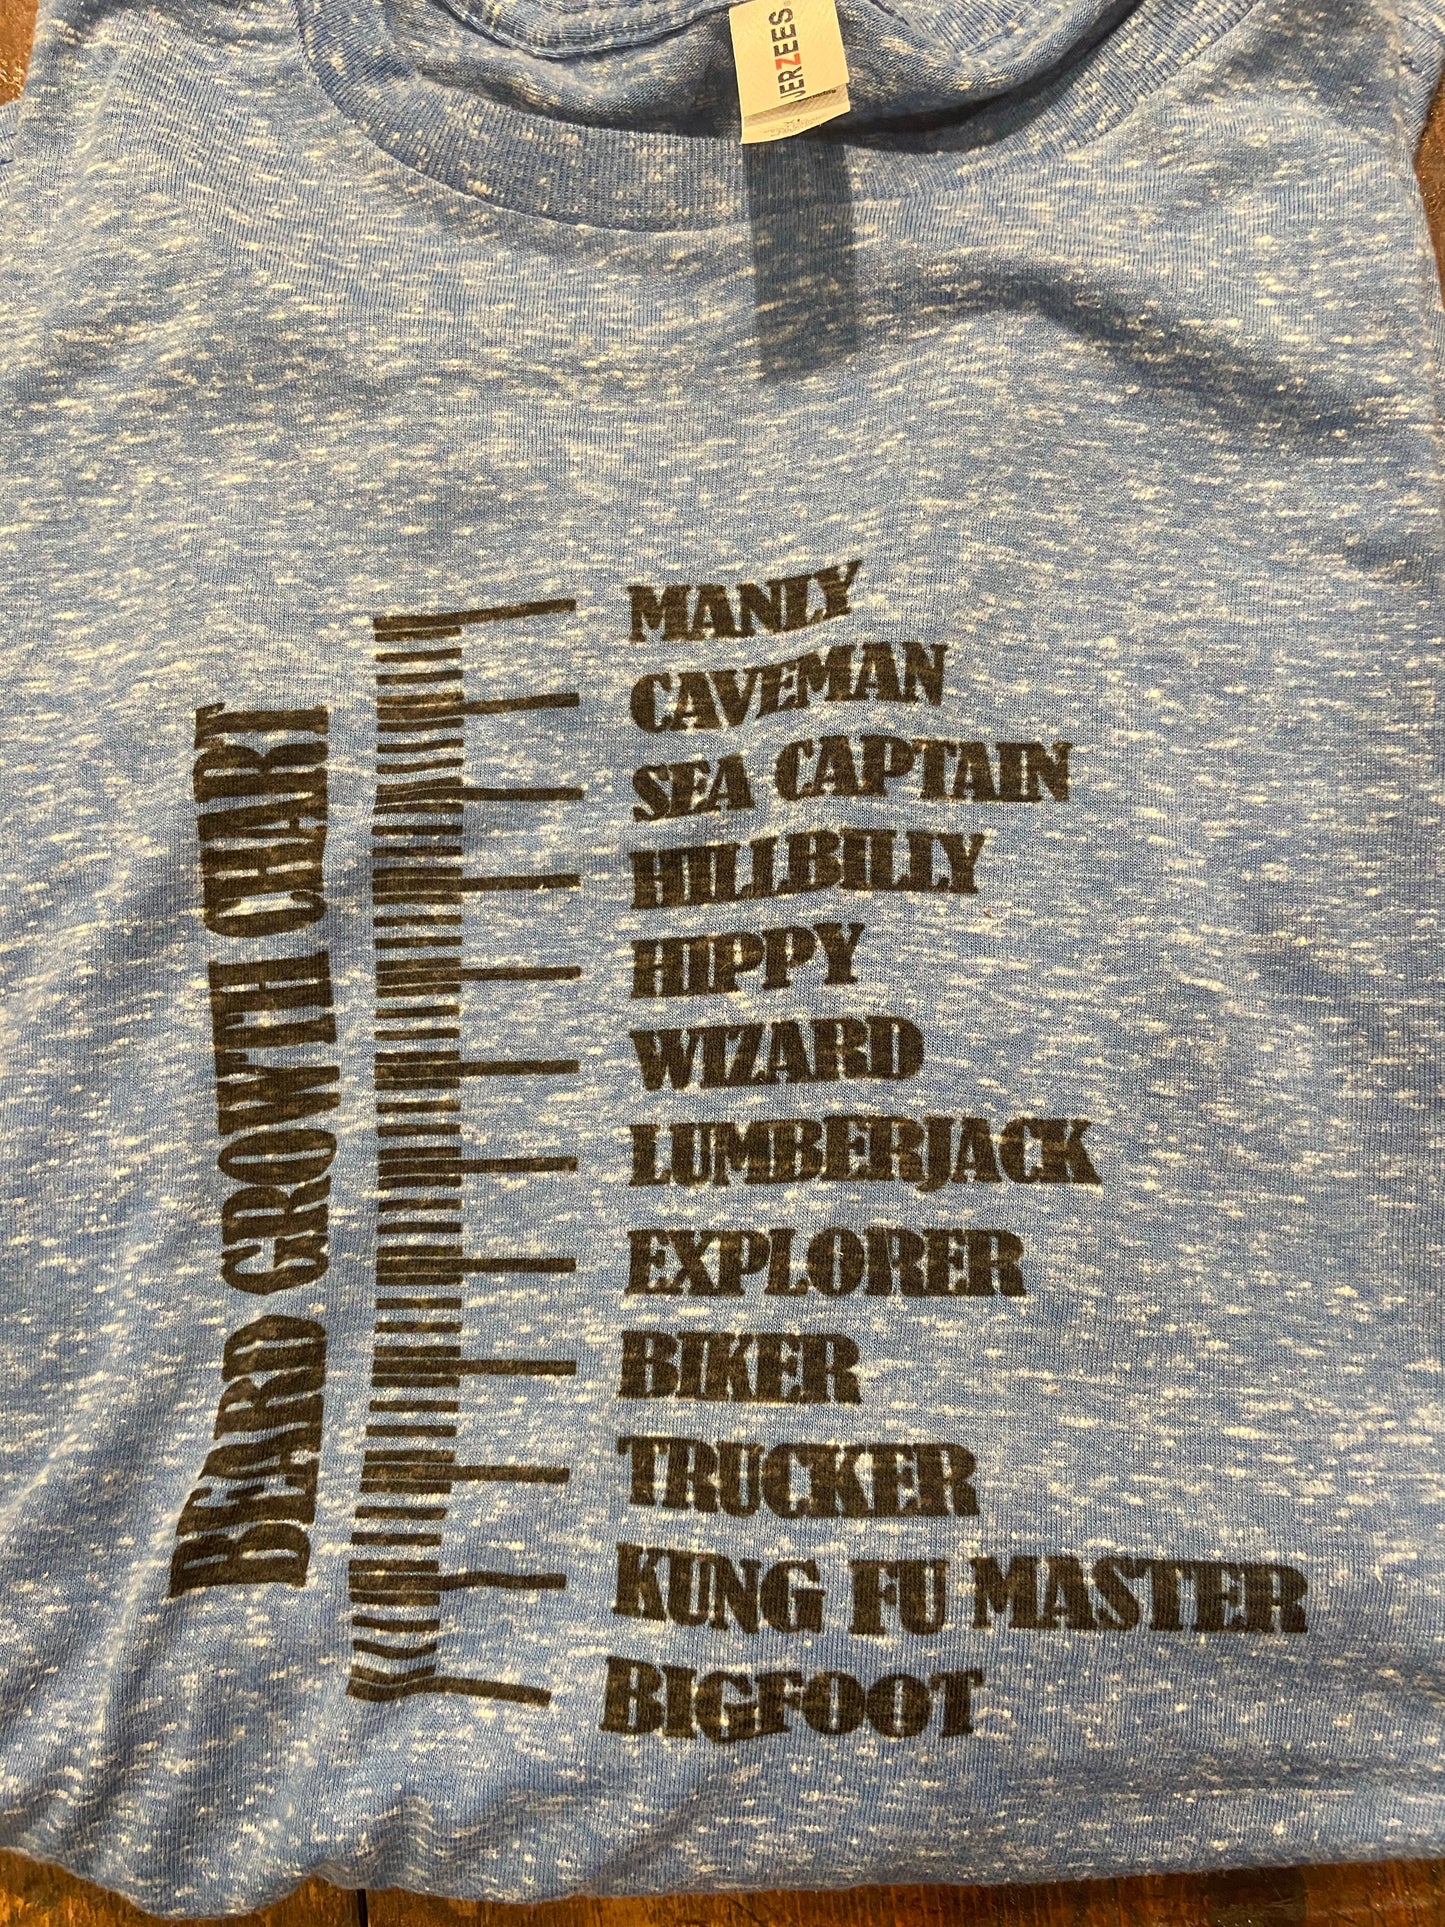 BEARD GROWTH CHART
MANLY
CAVEMAN
SEA CAPTAIN
HILLBILLY
HIPPY
WIZARD
LUMBERJACK
EXPLORER
BIKER
TRUCKER
KUNG FU MASTER
BIGFOOT